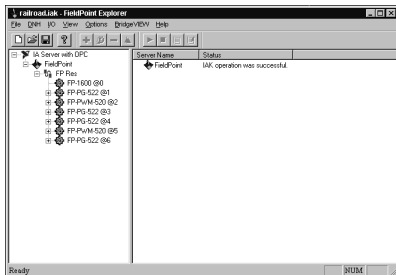 railroad.iak - FieldPoint Explorer
File DNH I/O View Options BridgeVIEW Help
Server Name Status
IA Server with OPC
FieldPoint
FP Res
FP-1600 @0
FP-PG-522 @1
FP-PWM-520 @2
FP-PG-522 @3
FP-PG-522 @4
FP-PWM-520 @5
FP-PG-522 @6
FieldPoint IAK operation was successful.
Ready NUM